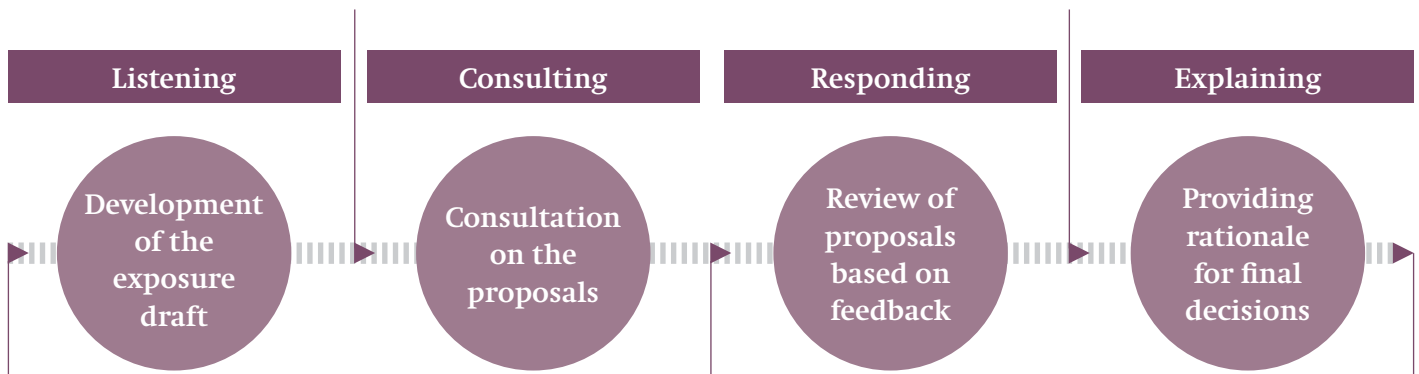 Listening
Consulting
Responding
Explaining
Development
of the
exposure
draft
Consultation
on the
proposals
Review of
proposals
based on
feedback
Providing
rationale
for final
decisions